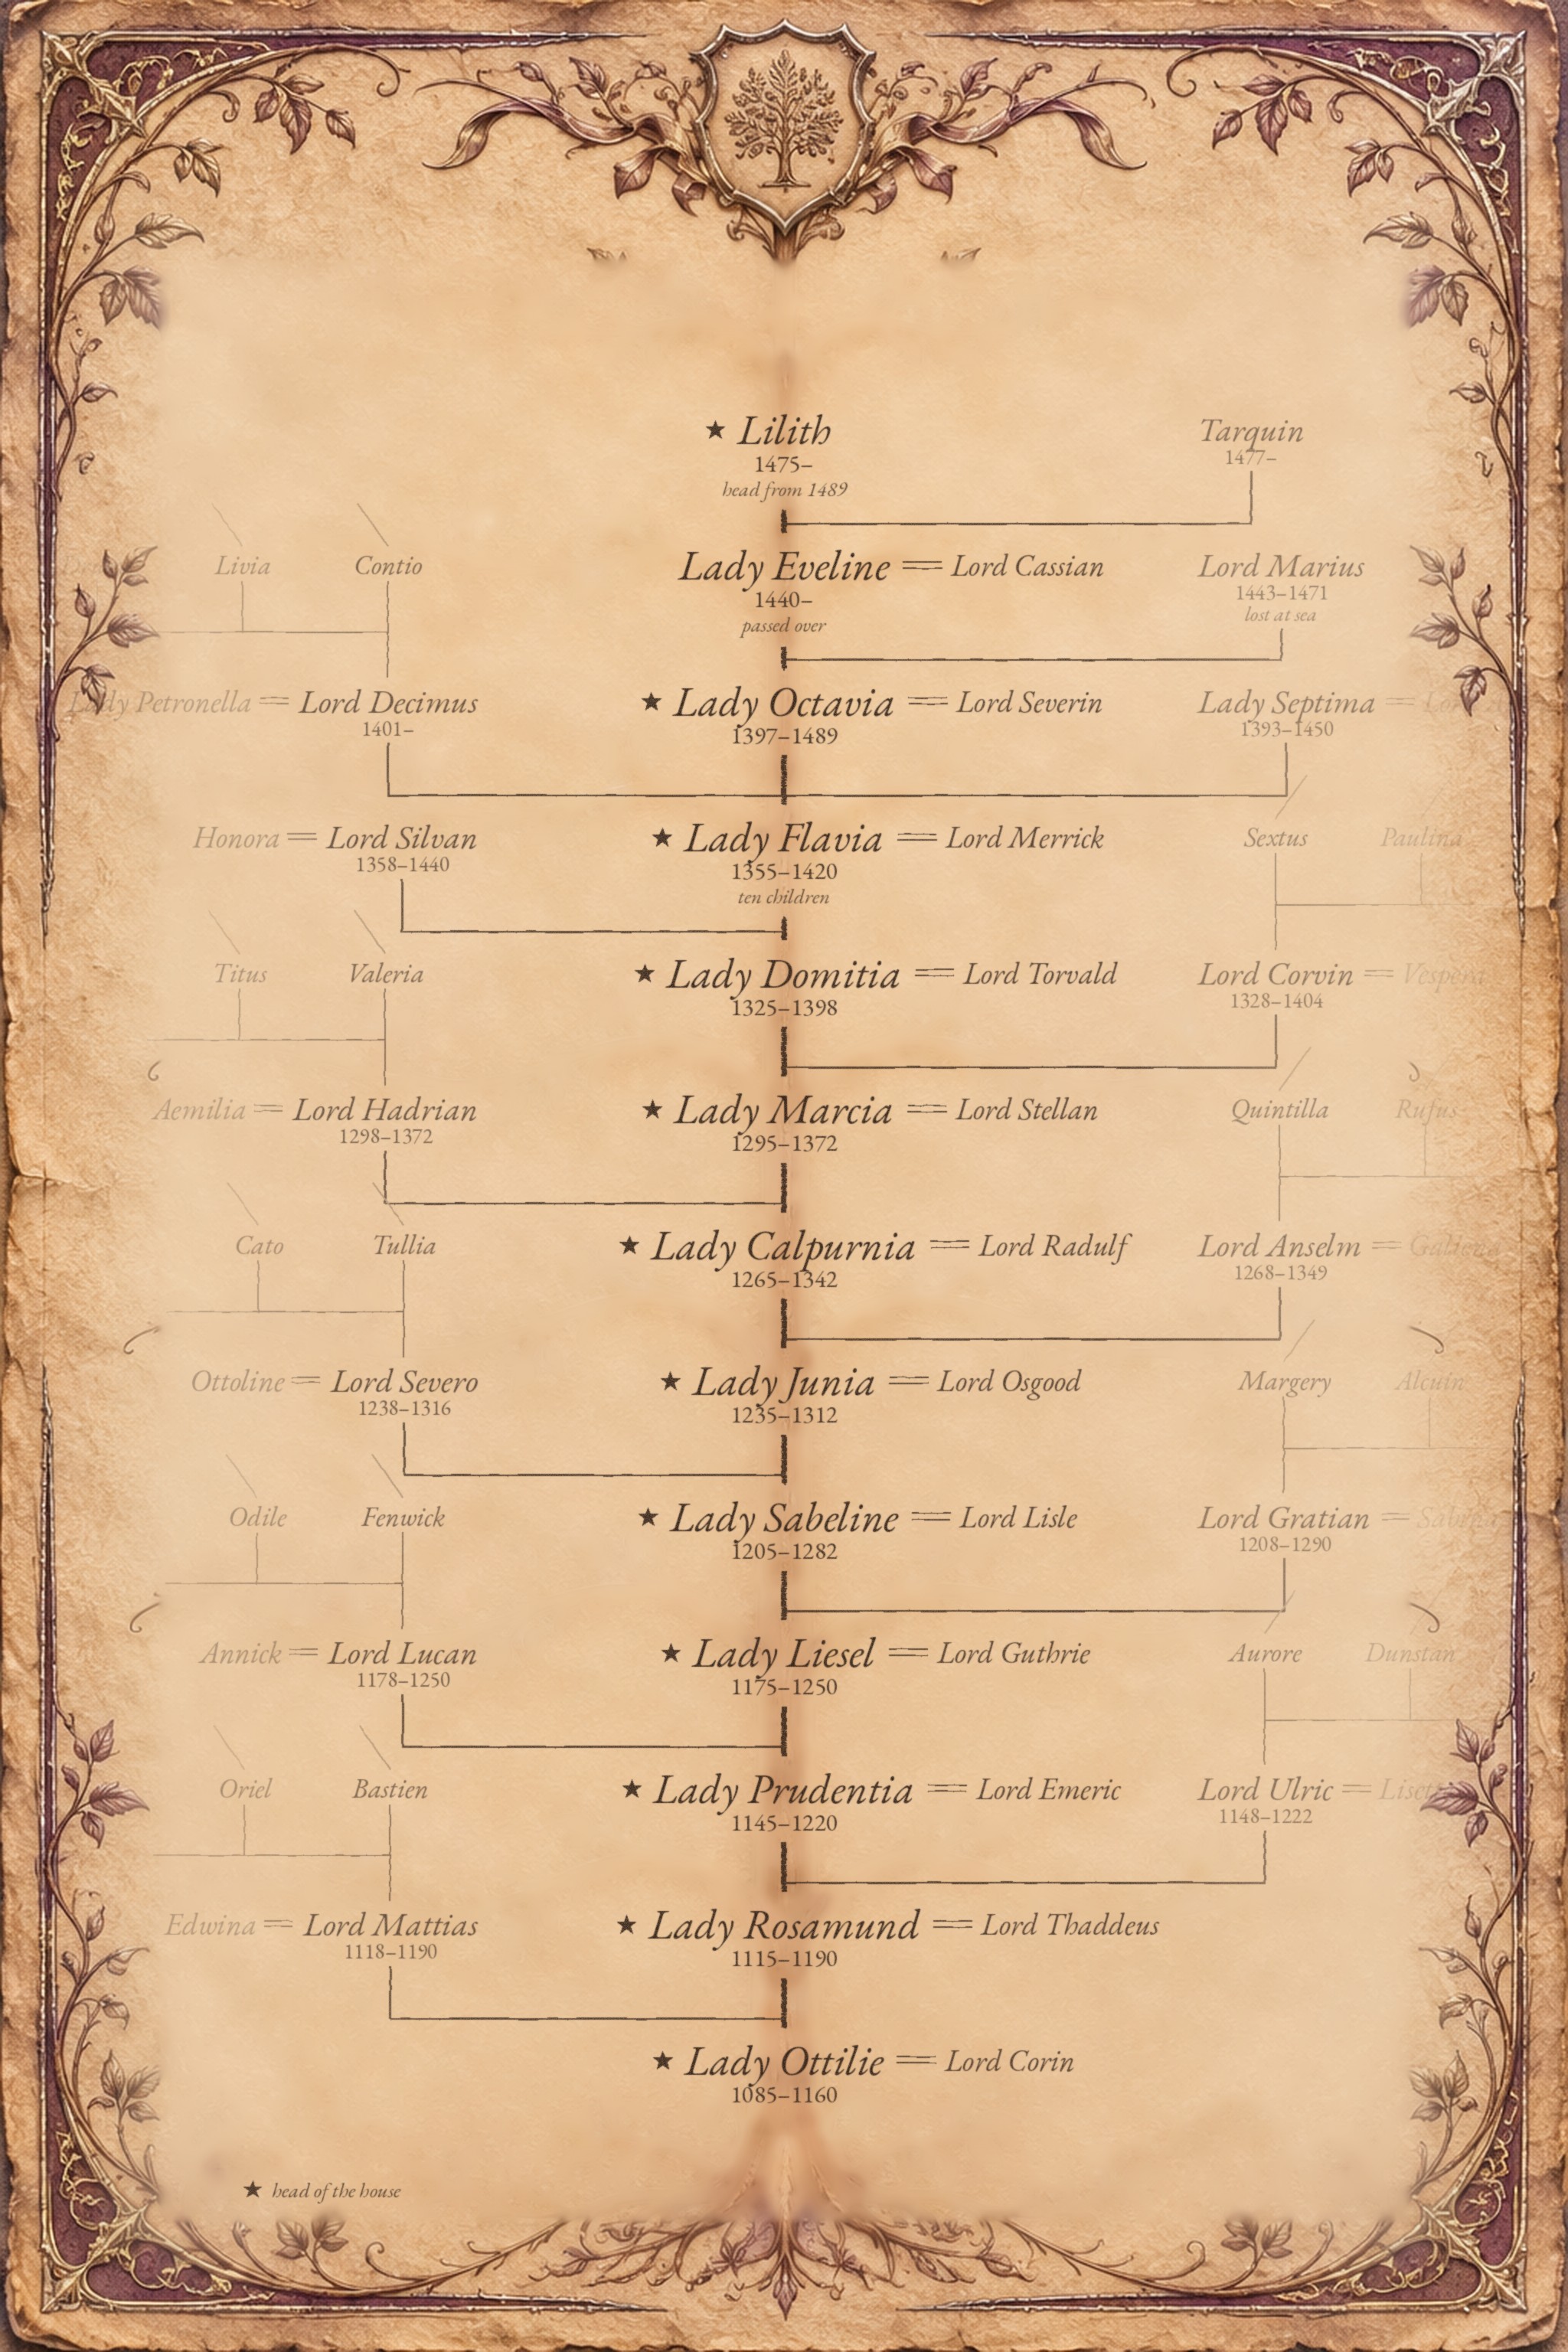 ★ Lilith
1475–
head from 1489
Tarquin
1477–
Livia
Contio
Lady Eveline = Lord Cassian
1440–
passed over
Lord Marius
1443–1471
lost at sea
Lady Petronella = Lord Decimus
1401–
★ Lady Octavia = Lord Severin
1397–1489
Lady Septima =
1393–1450
Honora = Lord Silvan
1358–1440
★ Lady Flavia = Lord Merrick
1355–1420
ten children
Sextus
Paulina
Titus
Valeria
★ Lady Domitia = Lord Torvald
1325–1398
Lord Corvin =
1328–1404
Aemilia = Lord Hadrian
1298–1372
★ Lady Marcia = Lord Stellan
1295–1372
Quintilla
Rufus
Cato
Tullia
★ Lady Calpurnia = Lord Radulf
1265–1342
Lord Anselm =
1268–1349
Ottoline = Lord Severo
1238–1316
★ Lady Junia = Lord Osgood
1235–1312
Margery
Alcuin
Odile
Fenwick
★ Lady Sabeline = Lord Lisle
1205–1282
Lord Gratian =
1208–1290
Annick = Lord Lucan
1178–1250
★ Lady Liesel = Lord Guthrie
1175–1250
Aurore
Dunstan
Oriel
Bastien
★ Lady Prudentia = Lord Emeric
1145–1220
Lord Ulric =
1148–1222
Edwina = Lord Mattias
1118–1190
★ Lady Rosamund = Lord Thaddeus
1115–1190
★ Lady Ottilie = Lord Corin
1085–1160
★ head of the house